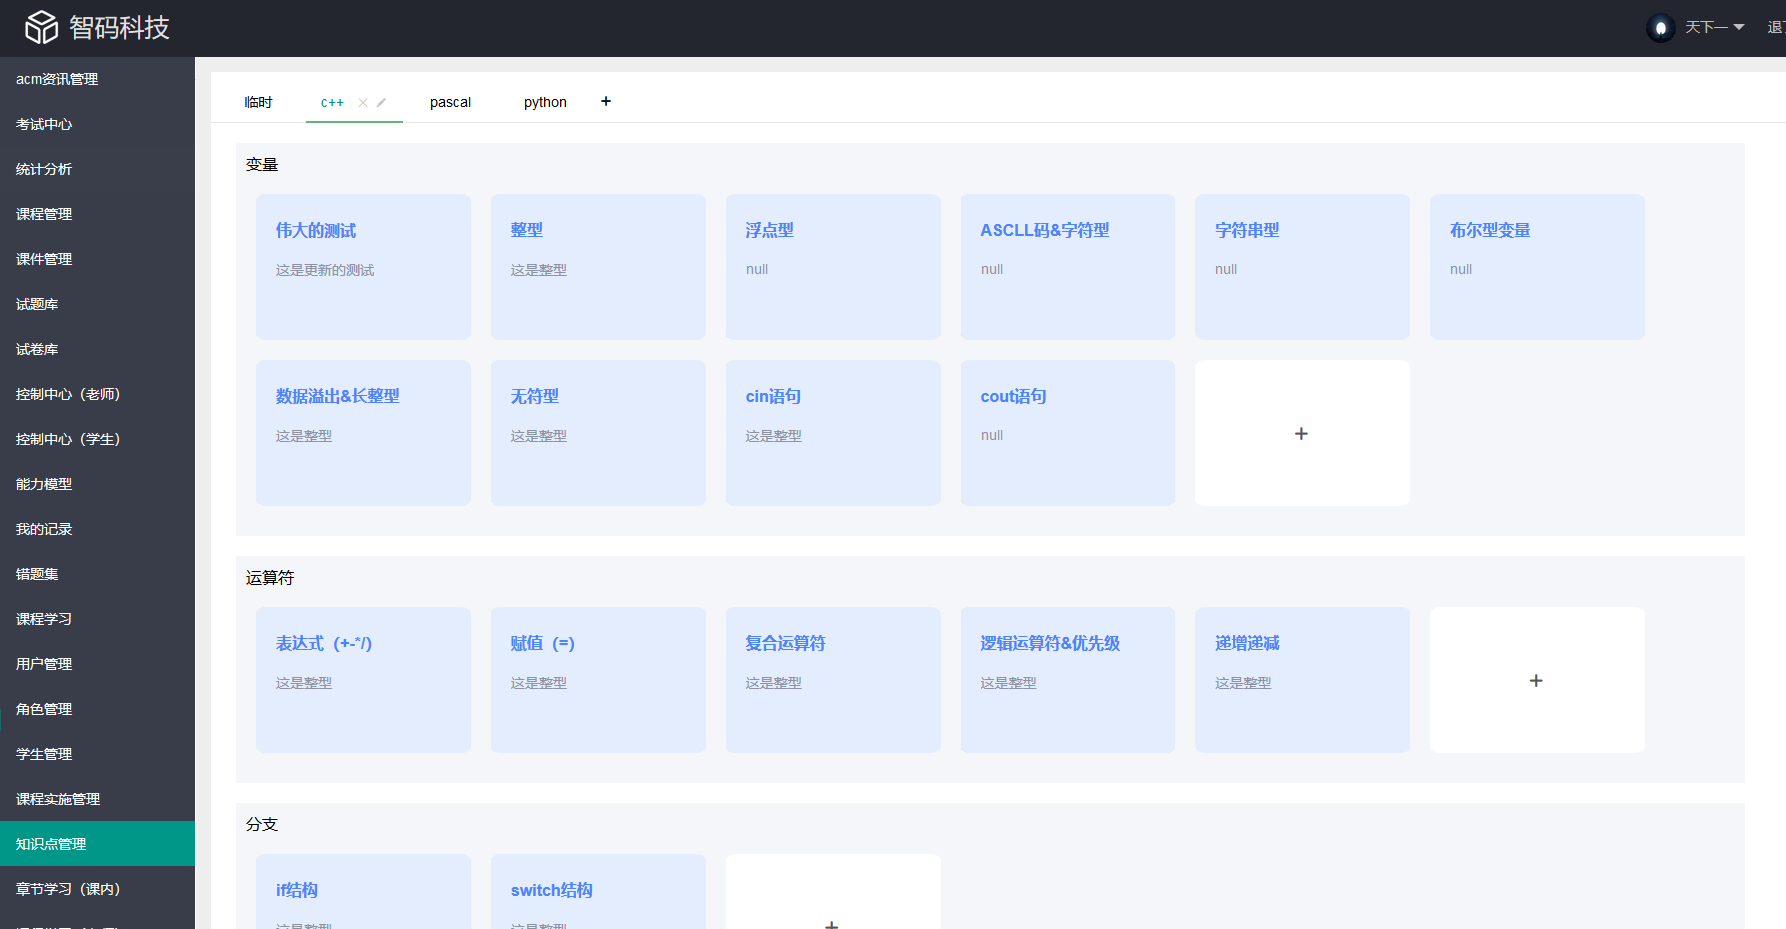 智码科技
天下一
退
acm资讯管理
考试中心
统计分析
课程管理
课件管理
试题库
试卷库
控制中心（老师）
控制中心（学生）
能力模型
我的记录
错题集
课程学习
用户管理
角色管理
学生管理
课程实施管理
知识点管理
章节学习（课内）
临时 c++ pascal python +
变量
伟大的测试 整型 浮点型 ASCLL码&字符型 字符串型 布尔型变量
这是更新的测试 这是整型 null null null null
数据溢出&长整型 无符型 cin语句 cout语句
这是整型 这是整型 这是整型 null
+
运算符
表达式（+-*/） 赋值（=） 复合运算符 逻辑运算符&优先级 递增递减
这是整型 这是整型 这是整型 这是整型 这是整型
+
分支
if结构 switch结构
这是整型 这是整型
+